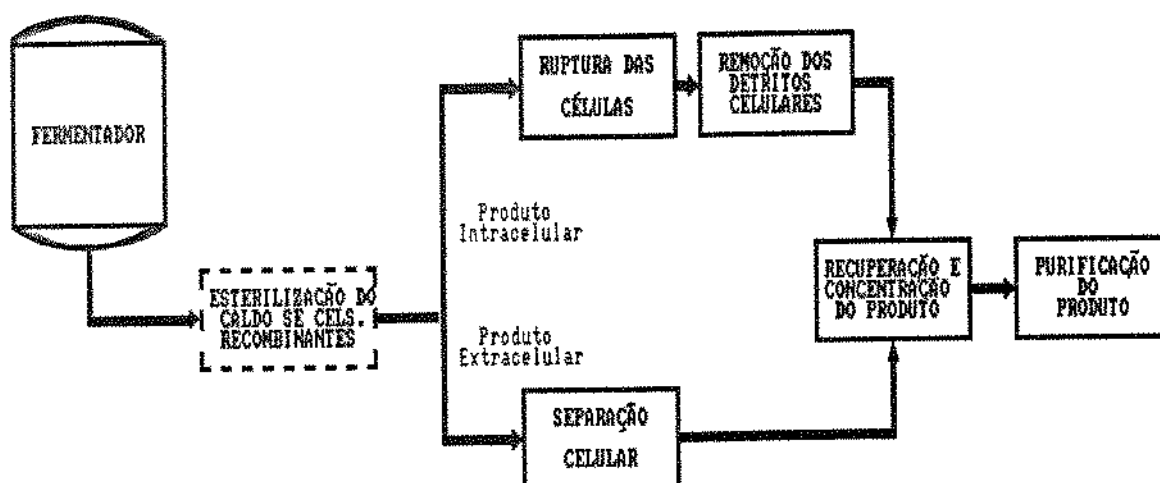 FERMENTADOR
ESTERILIZAÇÃO DO
CALDO SE CELS.
RECOMBINANTES
Produto
Intracelular
Produto
Extracelular
RUPTURA DAS
CÉLULAS
REMOÇÃO DOS
DETRITOS
CELULARES
SEPARAÇÃO
CELULAR
RECUPERAÇÃO E
CONCENTRAÇÃO
DO PRODUTO
PURIFICAÇÃO
DO
PRODUTO